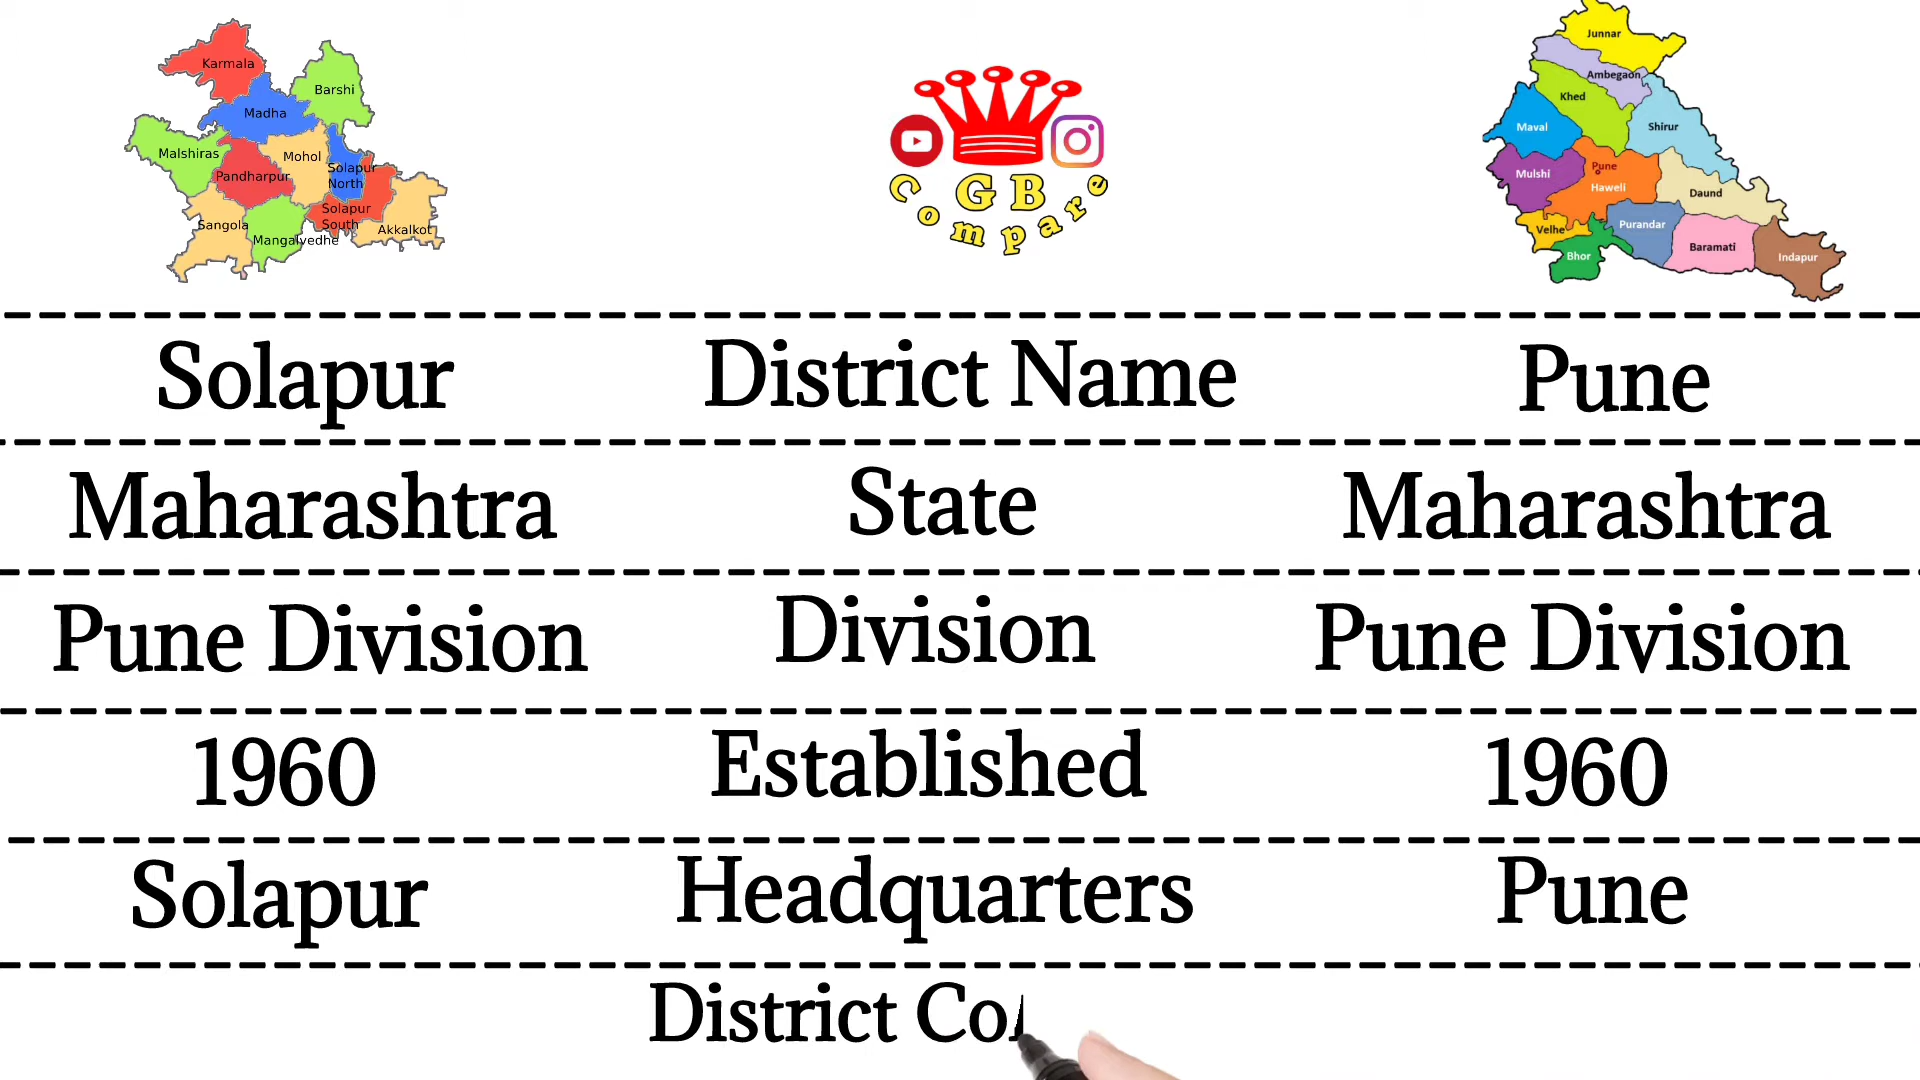 Karmala
Barshi
Madha
Malshiras
Mohol
Pandharpur
Solapur
North
Solapur
South
Sangola
Mangalvedhe
Akkalkot
GB
Compare
Junnar
Ambegaon
Khed
Maval
Shirur
Mulshi
Pune
Haweli
Daund
Velhe
Purandar
Bhor
Baramati
Indapur
Solapur District Name Pune
Maharashtra State Maharashtra
Pune Division Division Pune Division
1960 Established 1960
Solapur Headquarters Pune
District Co